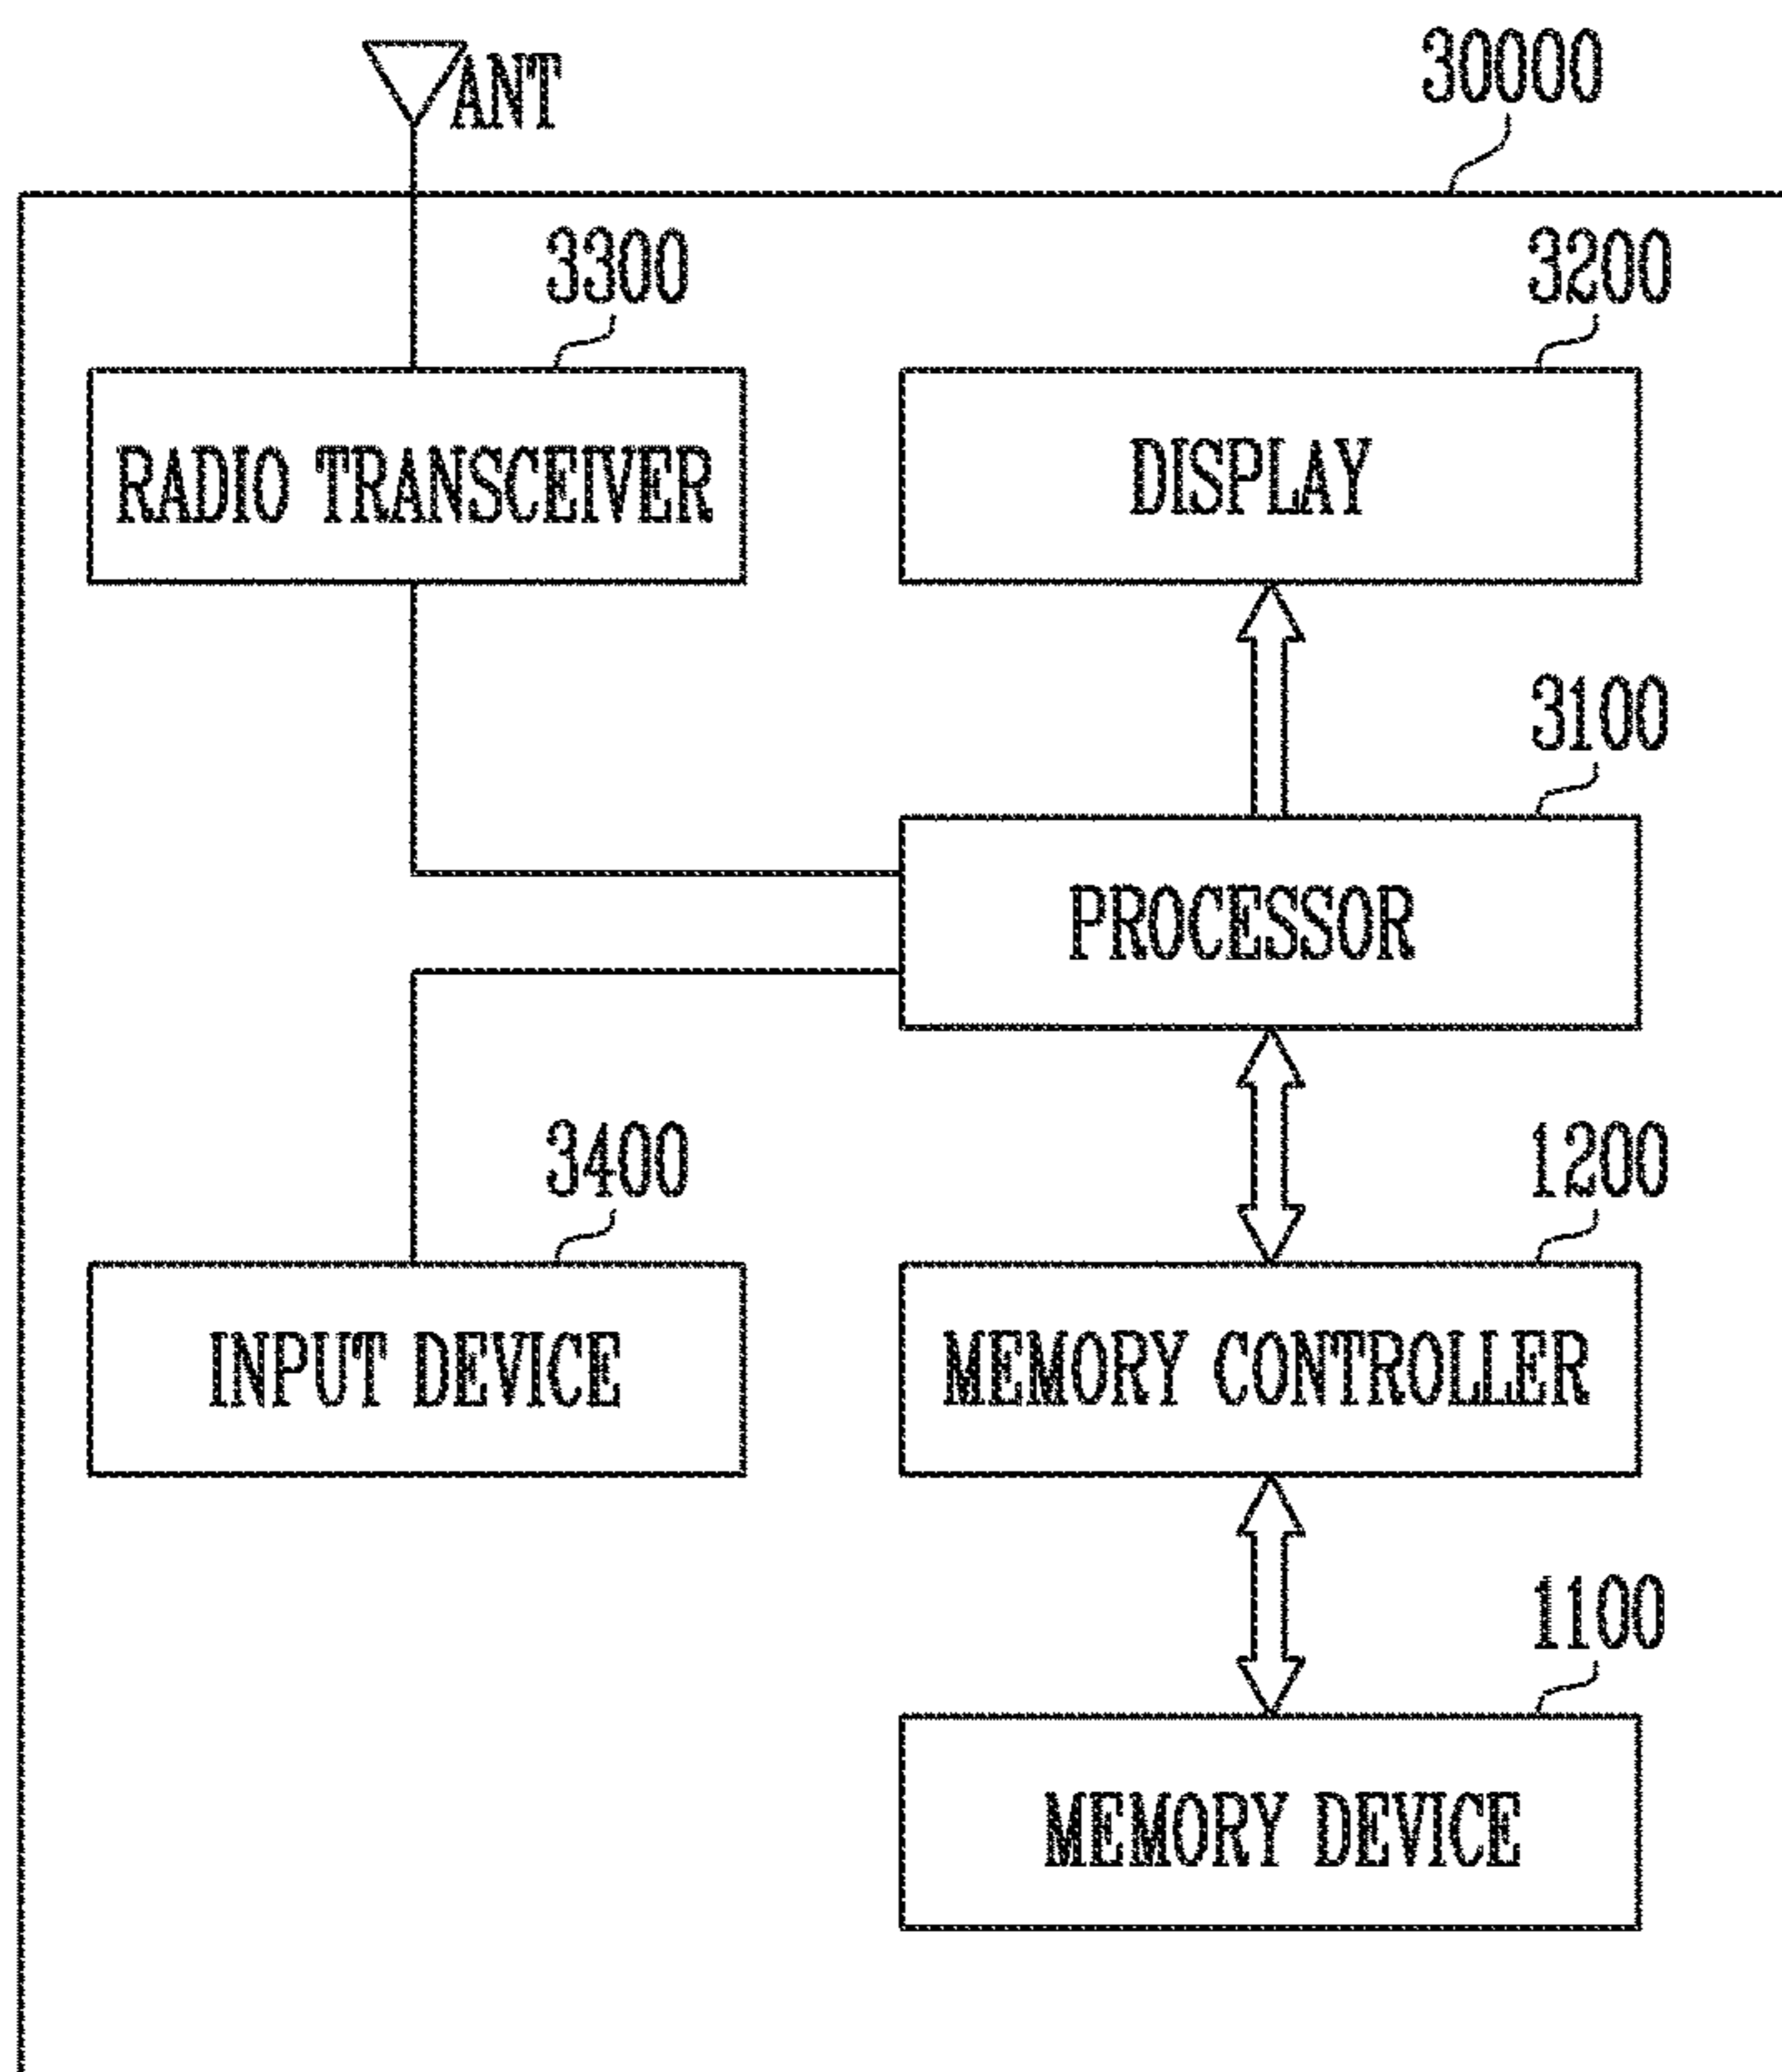 ANT
30000
3300
3200
RADIO TRANSCEIVER
DISPLAY
3100
PROCESSOR
3400
1200
INPUT DEVICE
MEMORY CONTROLLER
1100
MEMORY DEVICE